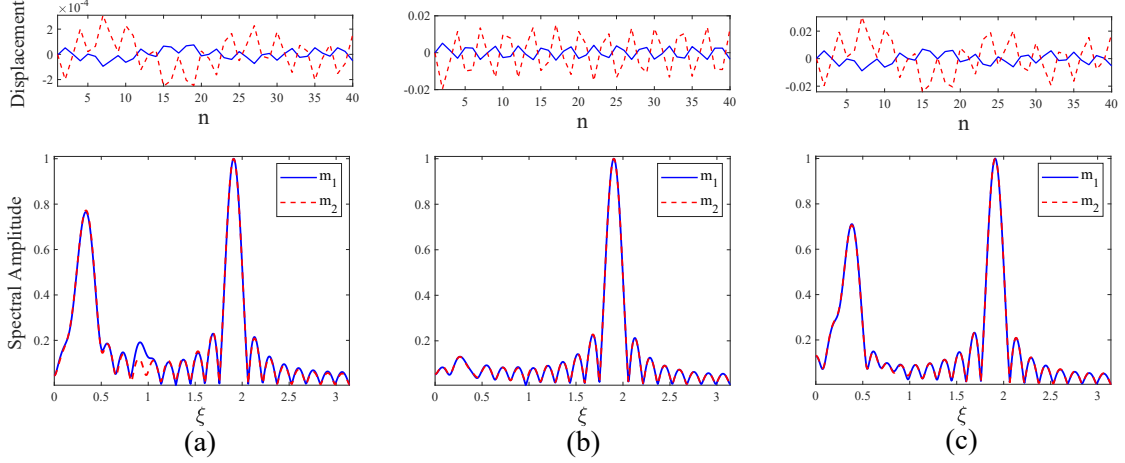 ×10⁻⁴
2
0
-2
Displacement
5 10 15 20 25 30 35 40
n
0.02
0
-0.02
5 10 15 20 25 30 35 40
n
0.02
0
-0.02
5 10 15 20 25 30 35 40
n
1
0.8
0.6
0.4
0.2
Spectral Amplitude
m₁
m₂
0 0.5 1 1.5 2 2.5 3
ξ
(a)
1
0.8
0.6
0.4
0.2
m₁
m₂
0 0.5 1 1.5 2 2.5 3
ξ
(b)
1
0.8
0.6
0.4
0.2
m₁
m₂
0 0.5 1 1.5 2 2.5 3
ξ
(c)